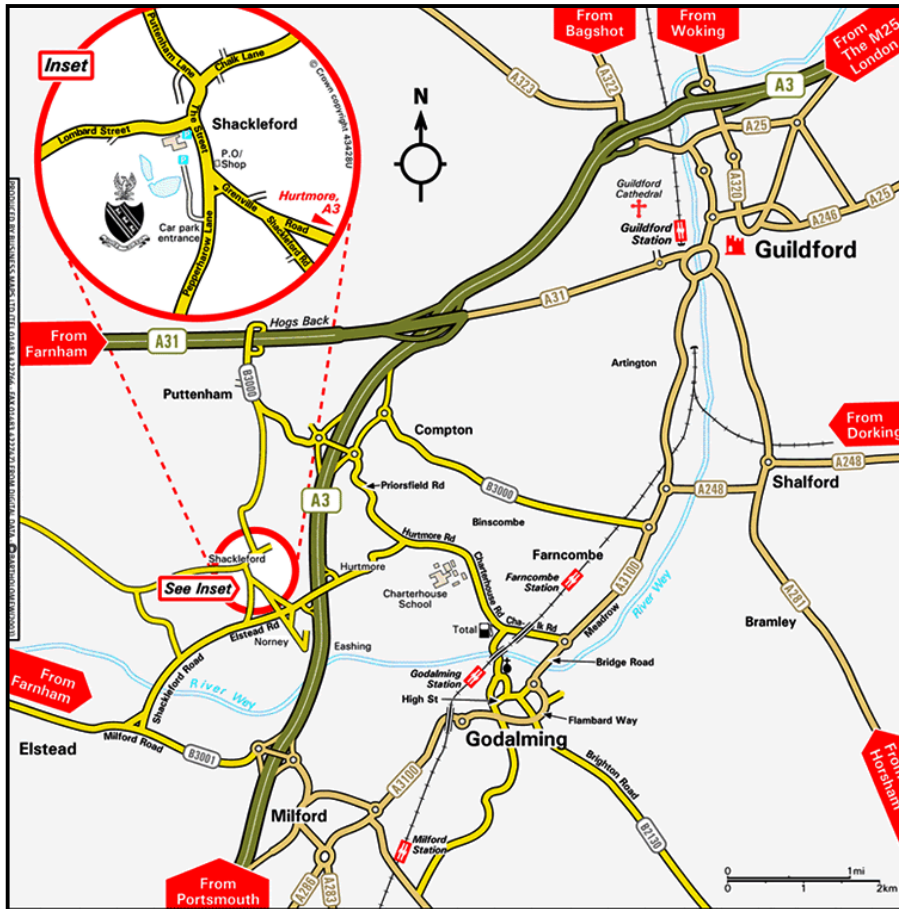 Inset
Puttenham Lane
Chalk Lane
© Crown copyright 43428U
The Street
Lombard Street
Shackleford
P
P
P.O/
Shop
Grenville
Road
Hurtmore,
A3
Shackleford Rd
Car park
entrance
Pepperharow Lane
N
From
Bagshot
From
Woking
From
The M25
London
A323
A322
A3
A25
A320
A25
A246
Guildford
Cathedral
Guildford
Station
Guildford
A31
Hogs Back
From
Farnham
A31
B3000
Puttenham
Artington
Compton
From
Dorking
A248
A248
Shalford
A3
Priorsfield Rd
B3000
Binscombe
Hurtmore Rd
Farncombe
Farncombe
Station
A3100
River Wey
A281
Shackleford
See Inset
Hurtmore
Charterhouse
School
Charterhouse Rd
Meadrow
Bramley
Elstead Rd
Norney
Total
Eashing
Bridge Road
Godalming
Station
High St
Flambard Way
Godalming
River Wey
From
Farnham
Shackleford Road
Milford Road
Elstead
B3001
A3100
Brighton Road
From
Horsham
Milford
Milford
Station
B2130
From
Portsmouth
A286
A283
0 1mi
0 1 2km